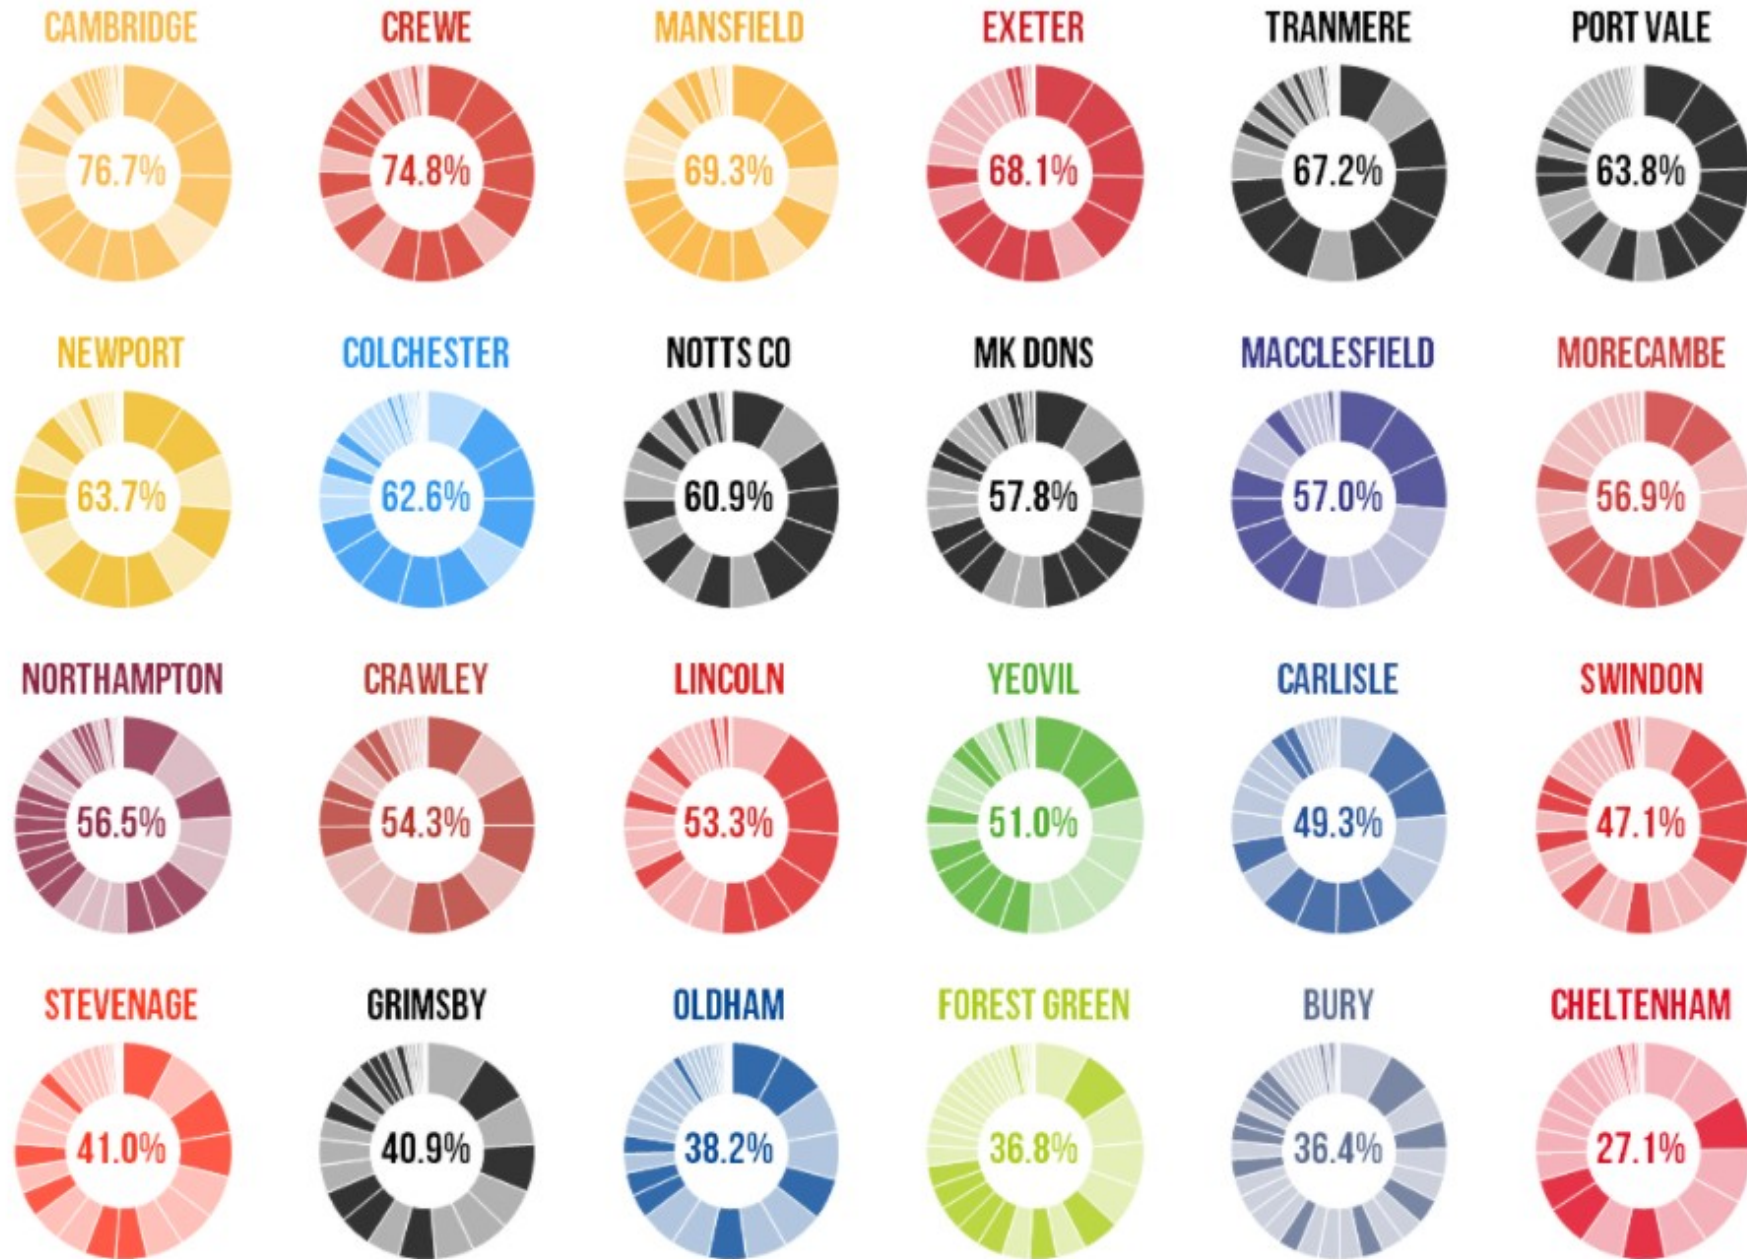 CAMBRIDGE CREWE MANSFIELD EXETER TRANMERE PORT VALE
76.7% 74.8% 69.3% 68.1% 67.2% 63.8%
NEWPORT COLCHESTER NOTTS CO MK DONS MACCLESFIELD MORECAMBE
63.7% 62.6% 60.9% 57.8% 57.0% 56.9%
NORTHAMPTON CRAWLEY LINCOLN YEOVIL CARLISLE SWINDON
56.5% 54.3% 53.3% 51.0% 49.3% 47.1%
STEVENAGE GRIMSBY OLDHAM FOREST GREEN BURY CHELTENHAM
41.0% 40.9% 38.2% 36.8% 36.4% 27.1%